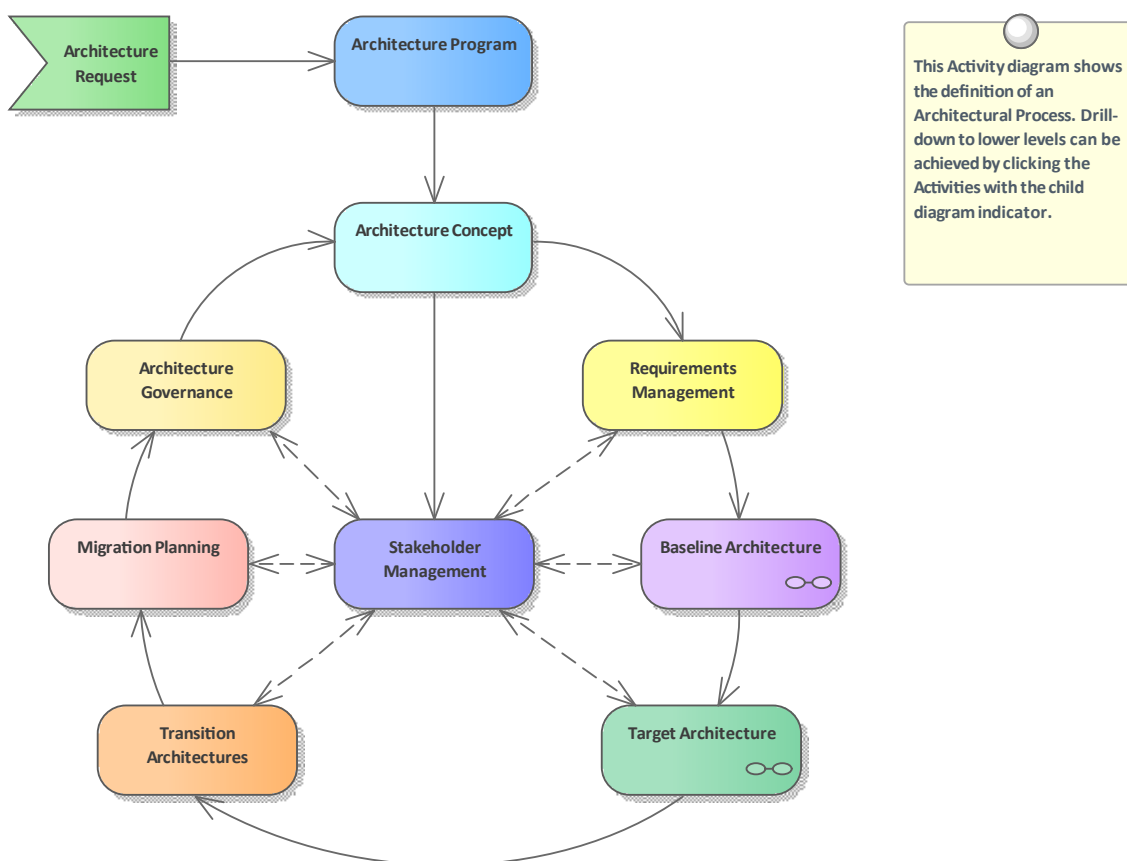 Architecture
Request
Architecture Program
This Activity diagram shows
the definition of an
Architectural Process. Drill-
down to lower levels can be
achieved by clicking the
Activities with the child
diagram indicator.
Architecture Concept
Architecture
Governance
Requirements
Management
Migration Planning
Stakeholder
Management
Baseline Architecture
Transition
Architectures
Target Architecture